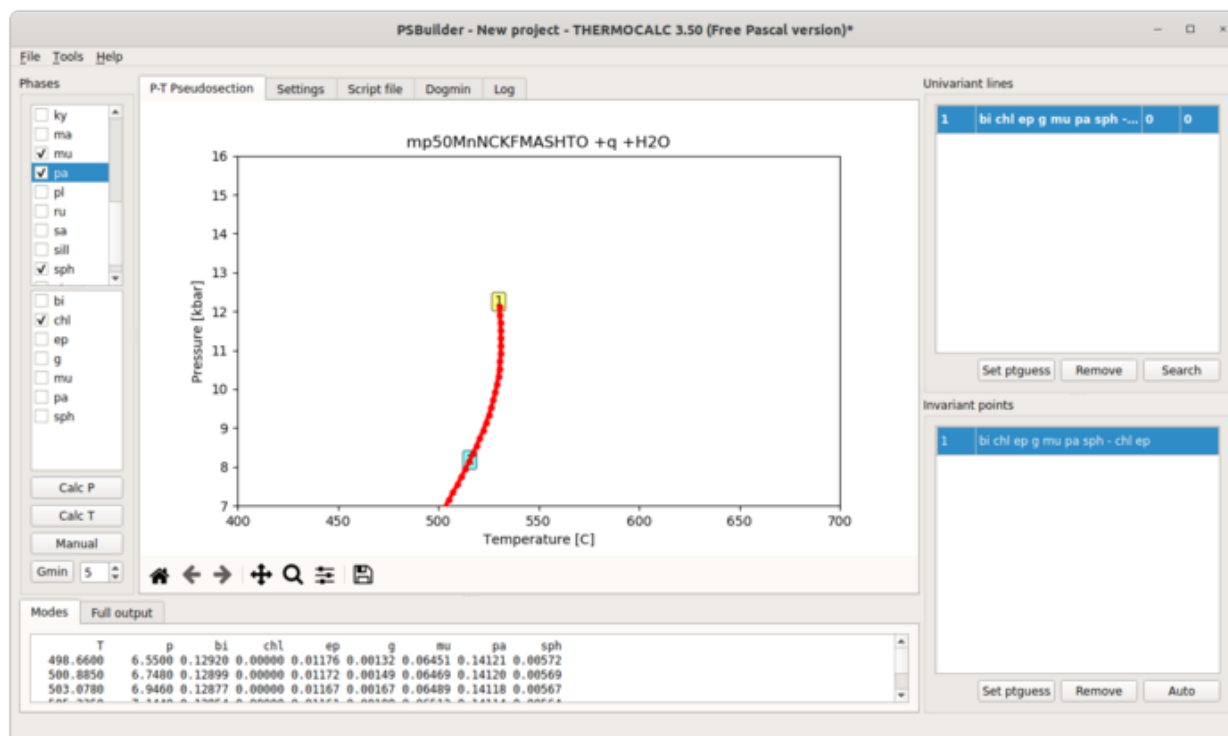 PSBuilder - New project - THERMOCALC 3.50 (Free Pascal version)*
File Tools Help
Phases
ky
ma
mu
pa
pl
ru
sa
sill
sph
bi
chl
ep
g
mu
pa
sph
Calc P
Calc T
Manual
Gmin 5
P-T Pseudosection Settings Script file Dogmin Log
mp50MnNCKFMASHTO +q +H2O
16
15
14
13
12
11
10
9
8
7
Pressure [kbar]
1
400 450 500 550 600 650 700
Temperature [C]
Univariant lines
1 bi chl ep g mu pa sph -... 0 0
Set ptguess Remove Search
Invariant points
1 bi chl ep g mu pa sph - chl ep
Set ptguess Remove Auto
Modes Full output
T p bi chl ep g mu pa sph
498.6600 6.5500 0.12920 0.00000 0.01176 0.00132 0.06451 0.14121 0.00572
500.8850 6.7480 0.12899 0.00000 0.01172 0.00149 0.06469 0.14120 0.00569
503.0780 6.9460 0.12877 0.00000 0.01167 0.00167 0.06489 0.14118 0.00567